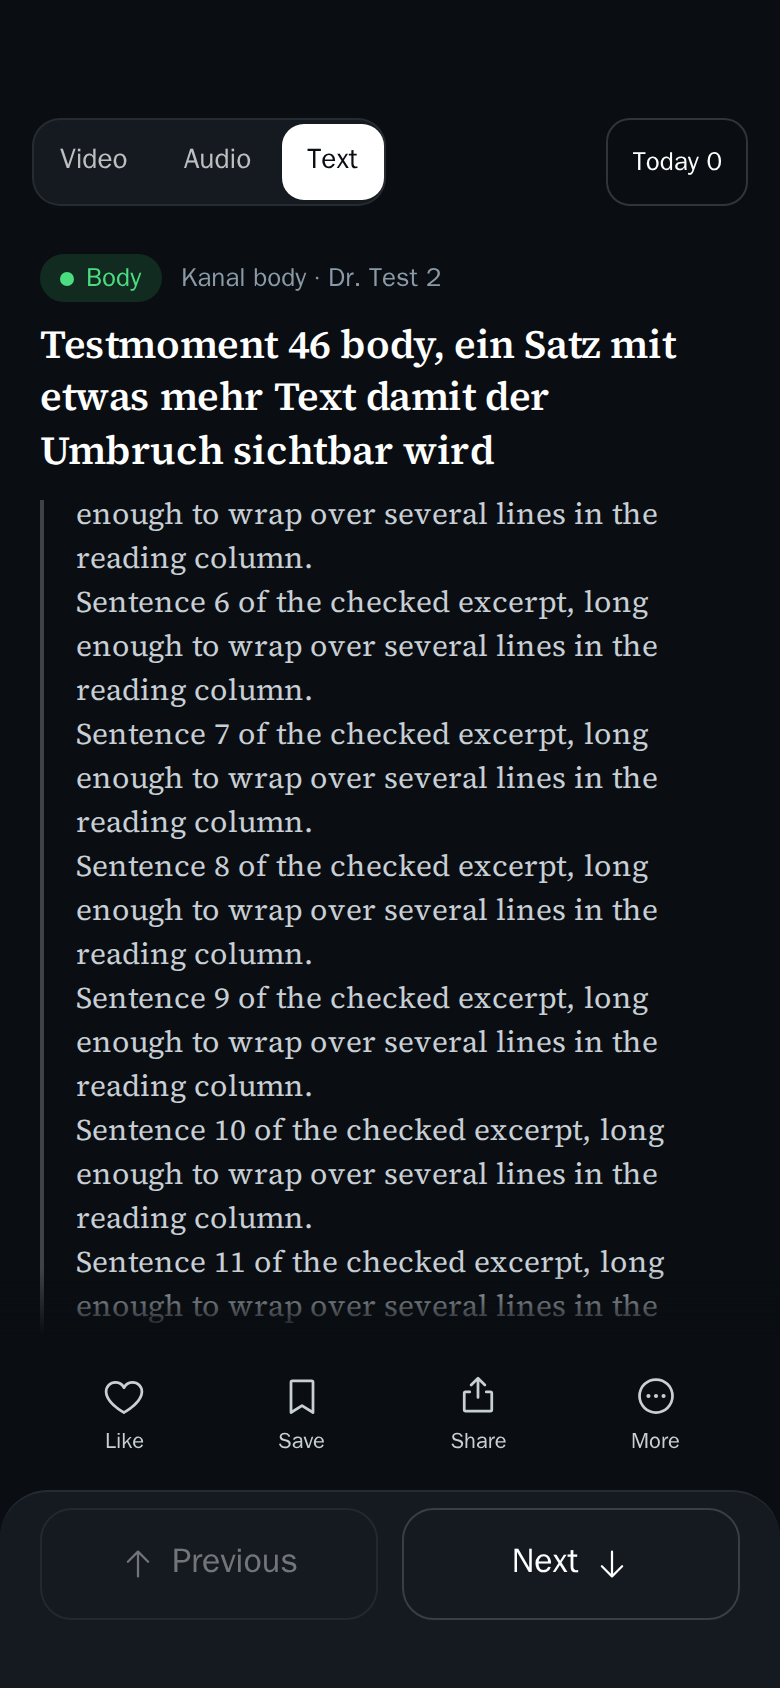 Video Audio Text Today 0
Body Kanal body · Dr. Test 2
Testmoment 46 body, ein Satz mit
etwas mehr Text damit der
Umbruch sichtbar wird
enough to wrap over several lines in the
reading column.
Sentence 6 of the checked excerpt, long
enough to wrap over several lines in the
reading column.
Sentence 7 of the checked excerpt, long
enough to wrap over several lines in the
reading column.
Sentence 8 of the checked excerpt, long
enough to wrap over several lines in the
reading column.
Sentence 9 of the checked excerpt, long
enough to wrap over several lines in the
reading column.
Sentence 10 of the checked excerpt, long
enough to wrap over several lines in the
reading column.
Sentence 11 of the checked excerpt, long
enough to wrap over several lines in the
Like Save Share More
Previous Next